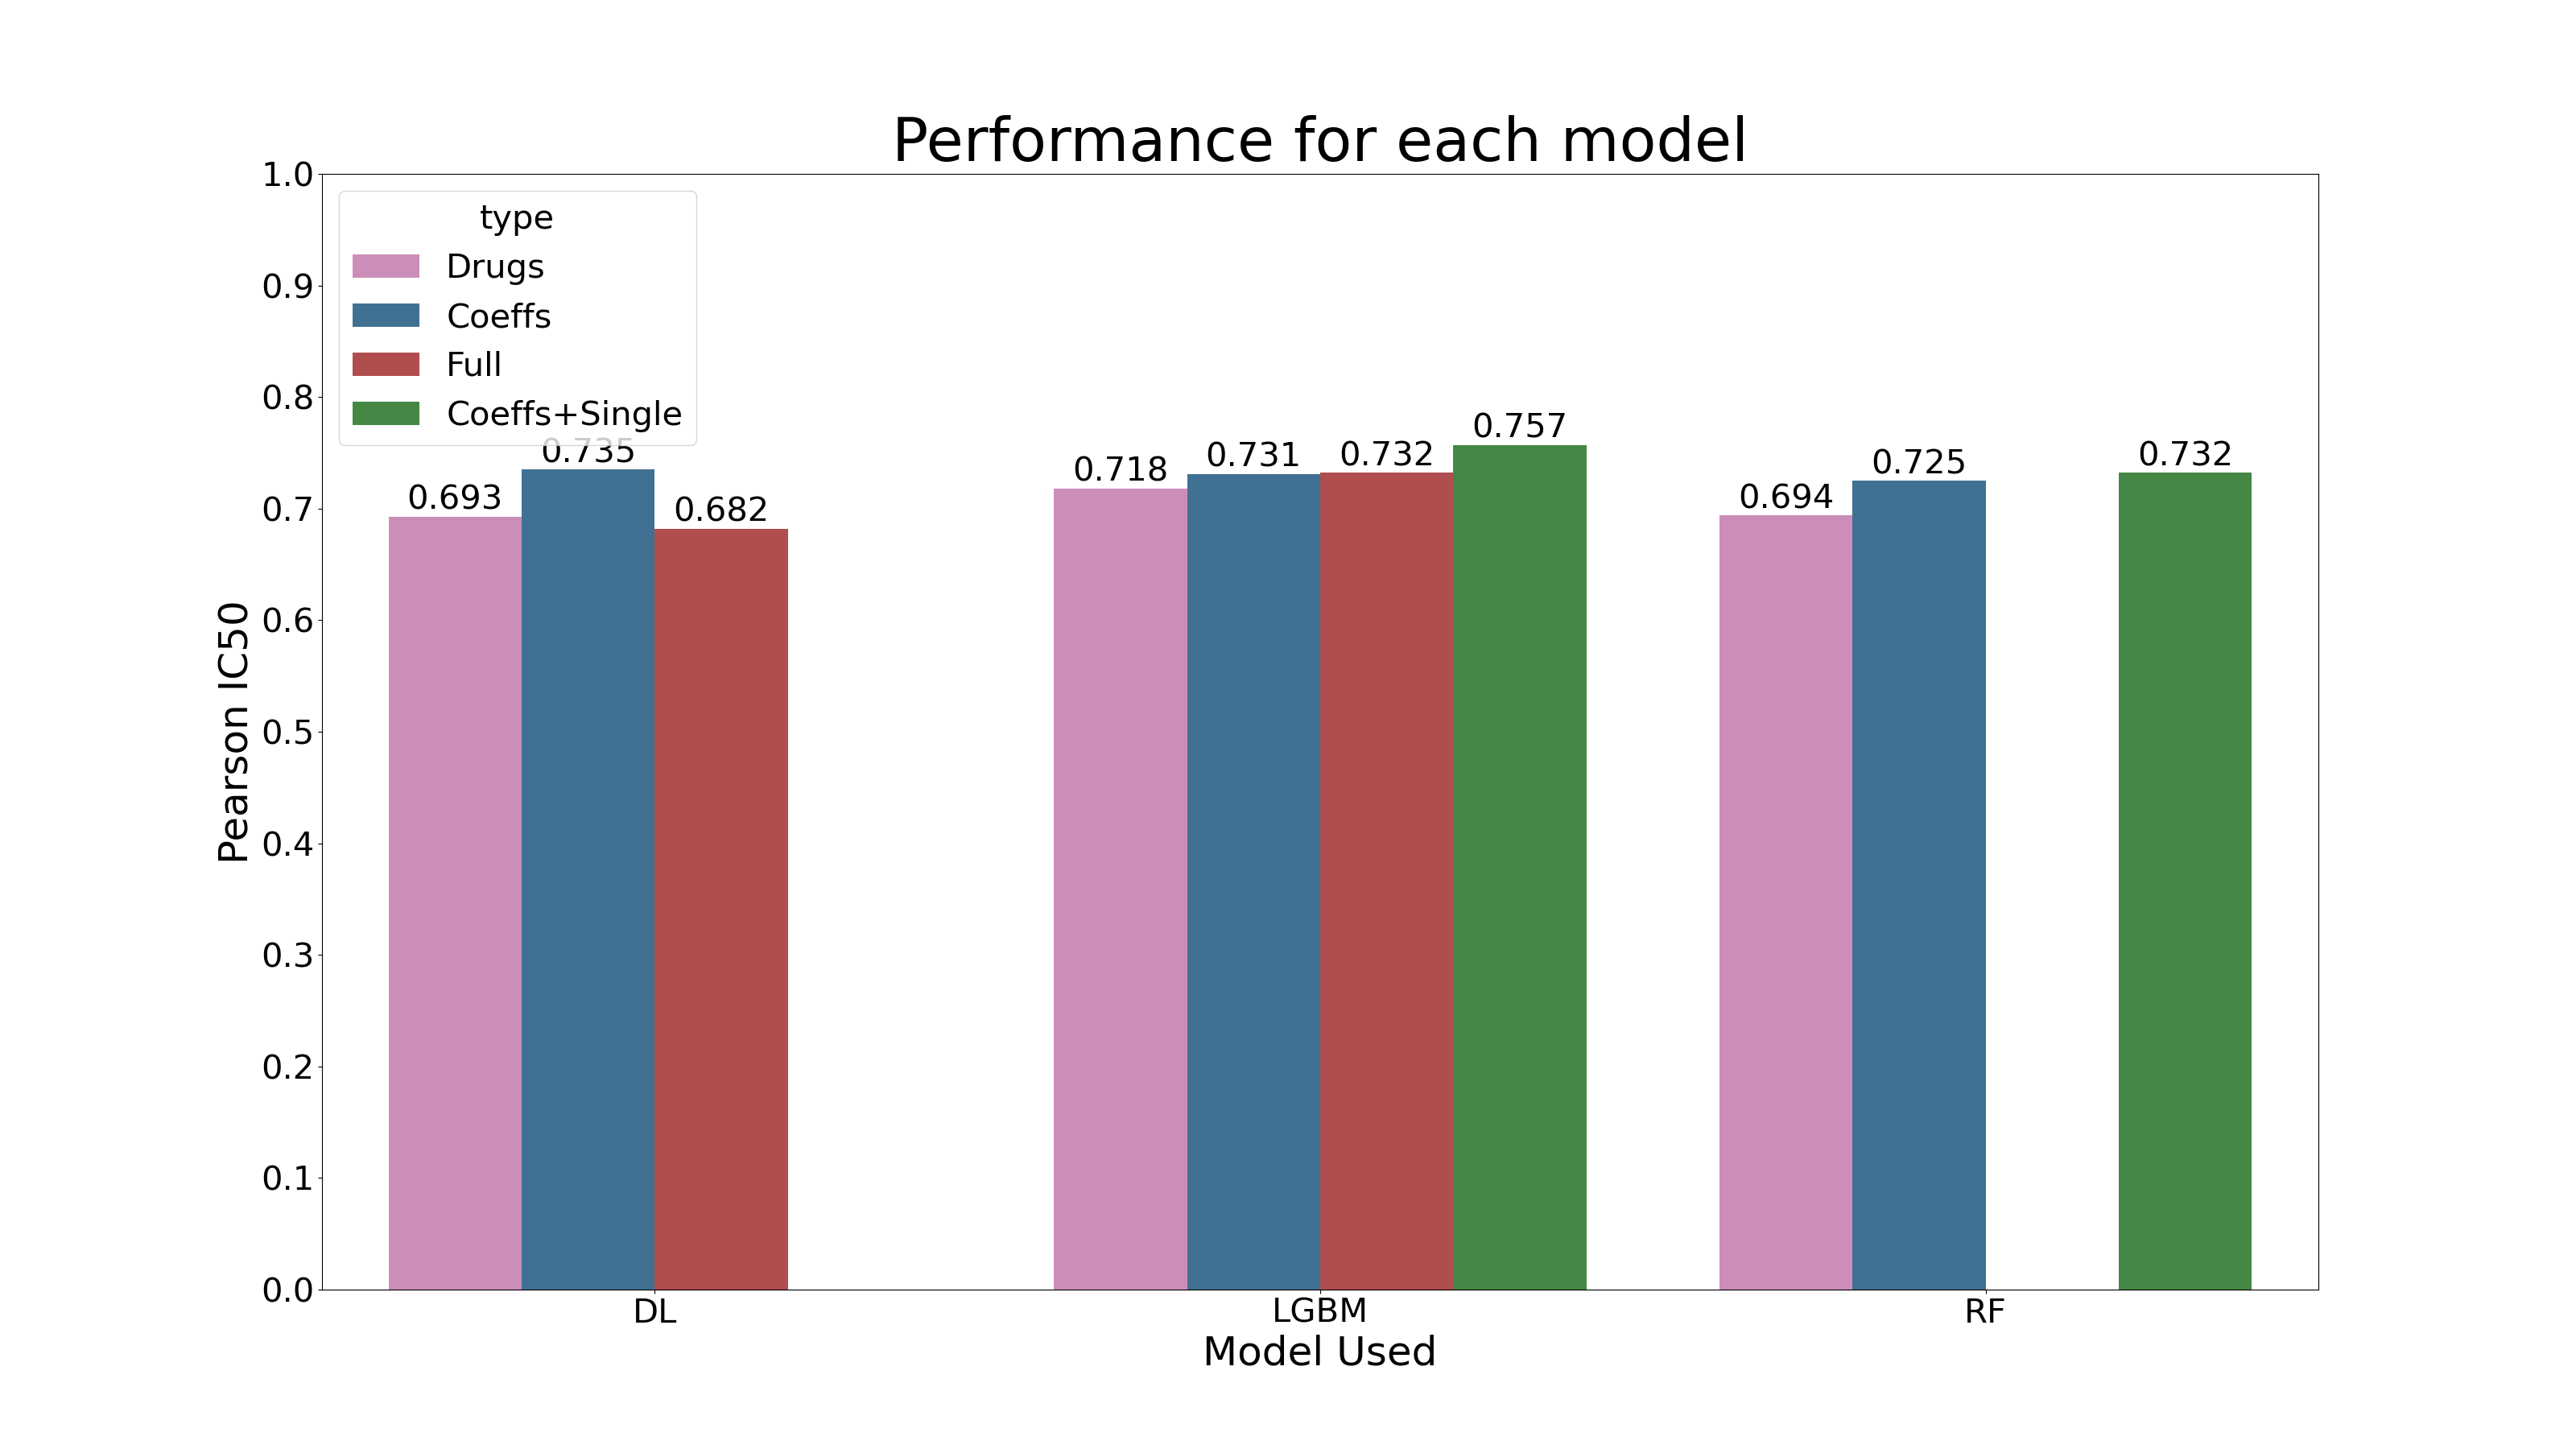 Performance for each model
1.0
0.9
0.8
0.7
0.6
0.5
0.4
0.3
0.2
0.1
0.0
Pearson IC50
type
Drugs
Coeffs
Full
Coeffs+Single
0.693
0.735
0.682
0.718
0.731
0.732
0.757
0.694
0.725
0.732
DL
LGBM
RF
Model Used